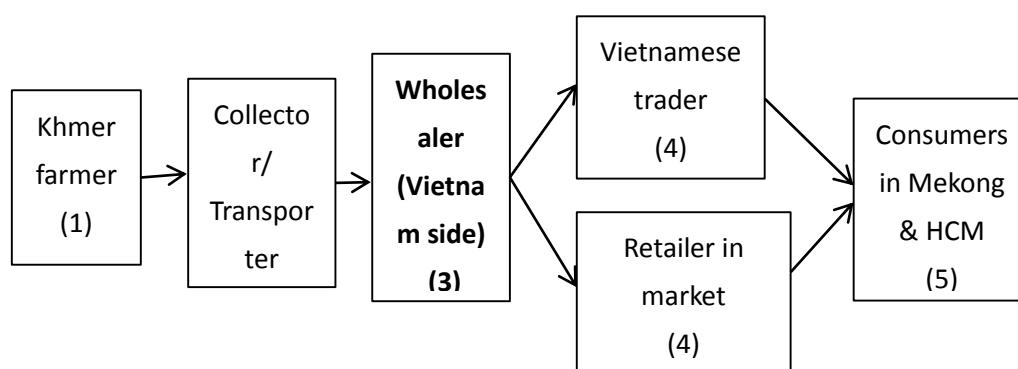 Khmer
farmer
(1)
Collecto
r/
Transpor
ter
Wholes
aler
(Vietna
m side)
(3)
Vietnamese
trader
(4)
Retailer in
market
(4)
Consumers
in Mekong
& HCM
(5)